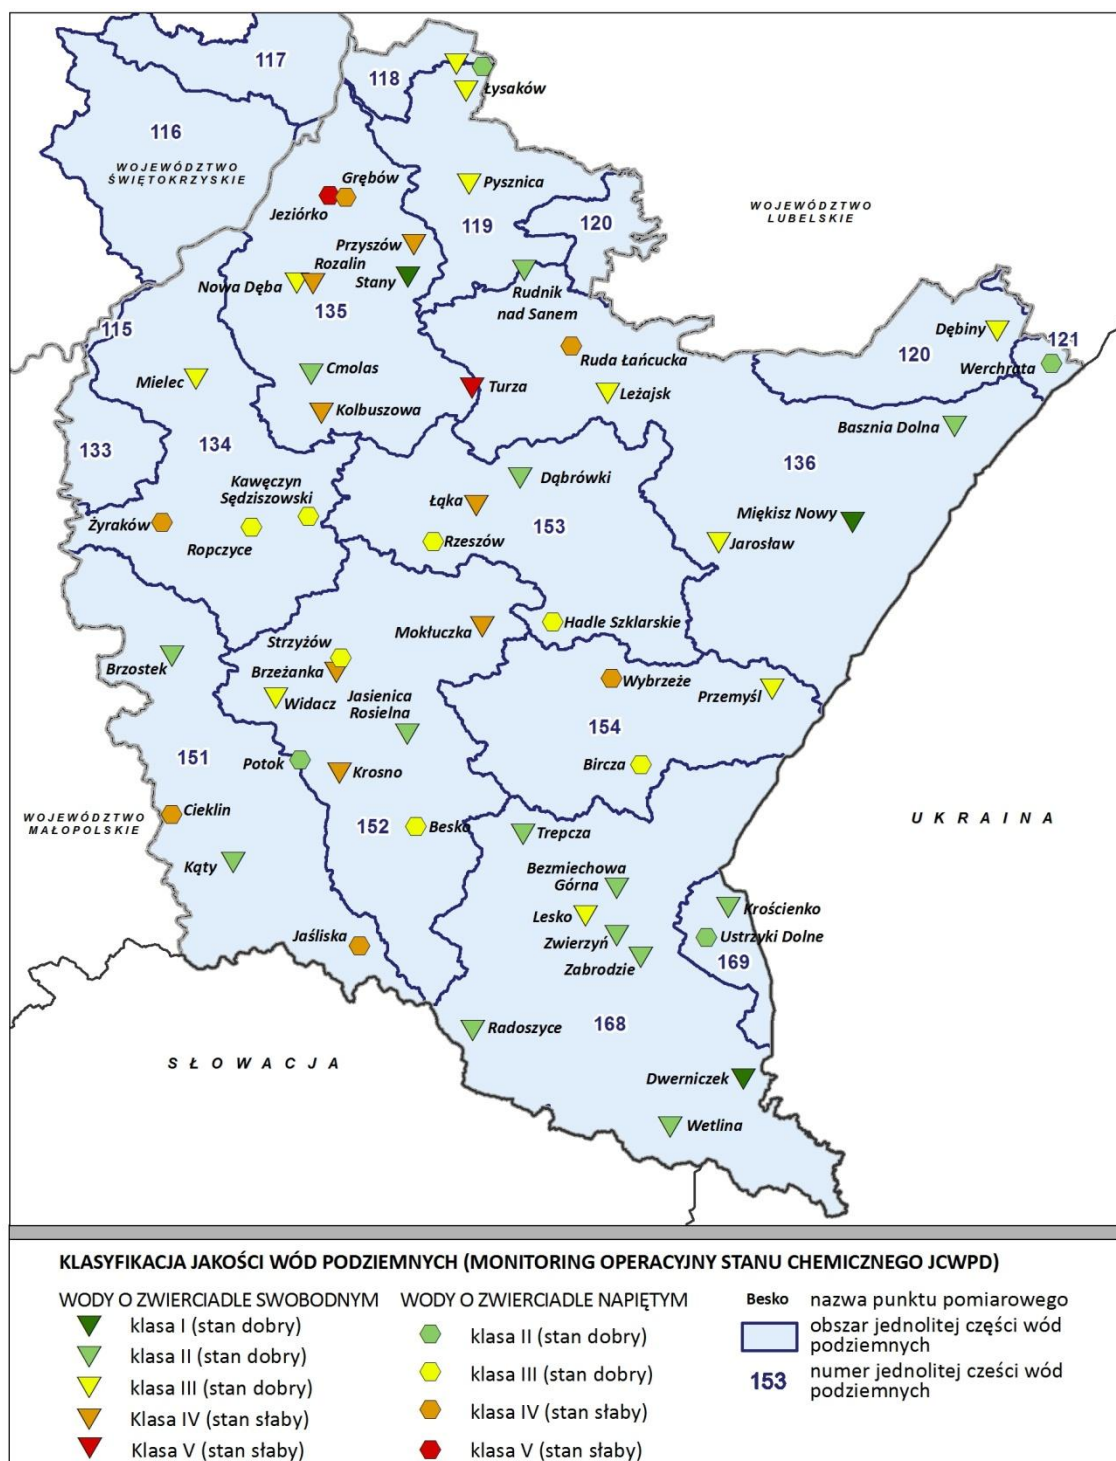 117
118
Łysaków
116
WOJEWÓDZTWO
ŚWIĘTOKRZYSKIE
Grębów
Jeziórko
Pysznica
WOJEWÓDZTWO
LUBELSKIE
119
120
Przyszów
Rozalin
Nowa Dęba
Stany
135
Rudnik
nad Sanem
115
Dębiny
121
120
Werchrata
Ruda Łańcucka
Mielec
Cmolas
Turza
Leżajsk
Kolbuszowa
Basznia Dolna
133
134
136
Kawęczyn
Sędziszowski
Dąbrówki
Łąka
153
Miękisz Nowy
Żyraków
Ropczyce
Rzeszów
Jarosław
Hadle Szklarskie
Mokłuczka
Strzyżów
Brzostek
Brzeżanka
Wybrzeże
Przemyśl
Widacz
Jasienica
Rosielna
154
151
Potok
Krosno
Bircza
Cieklin
WOJEWÓDZTWO
MAŁOPOLSKIE
152
Besko
Trepcza
UKRAINA
Kąty
Bezmiechowa
Górna
Lesko
Krościenko
Zwierzyń
Ustrzyki Dolne
Jaśliska
Zabrodzie
169
Radoszyce
168
SŁOWACJA
Dwerniczek
Wetlina
KLASYFIKACJA JAKOŚCI WÓD PODZIEMNYCH (MONITORING OPERACYJNY STANU CHEMICZNEGO JCWPD)
WODY O ZWIERCIADLE SWOBODNYM
klasa I (stan dobry)
klasa II (stan dobry)
klasa III (stan dobry)
Klasa IV (stan słaby)
Klasa V (stan słaby)
WODY O ZWIERCIADLE NAPIĘTYM
klasa II (stan dobry)
klasa III (stan dobry)
klasa IV (stan słaby)
klasa V (stan słaby)
Besko nazwa punktu pomiarowego
obszar jednolitej części wód
podziemnych
153 numer jednolitej cześci wód
podziemnych